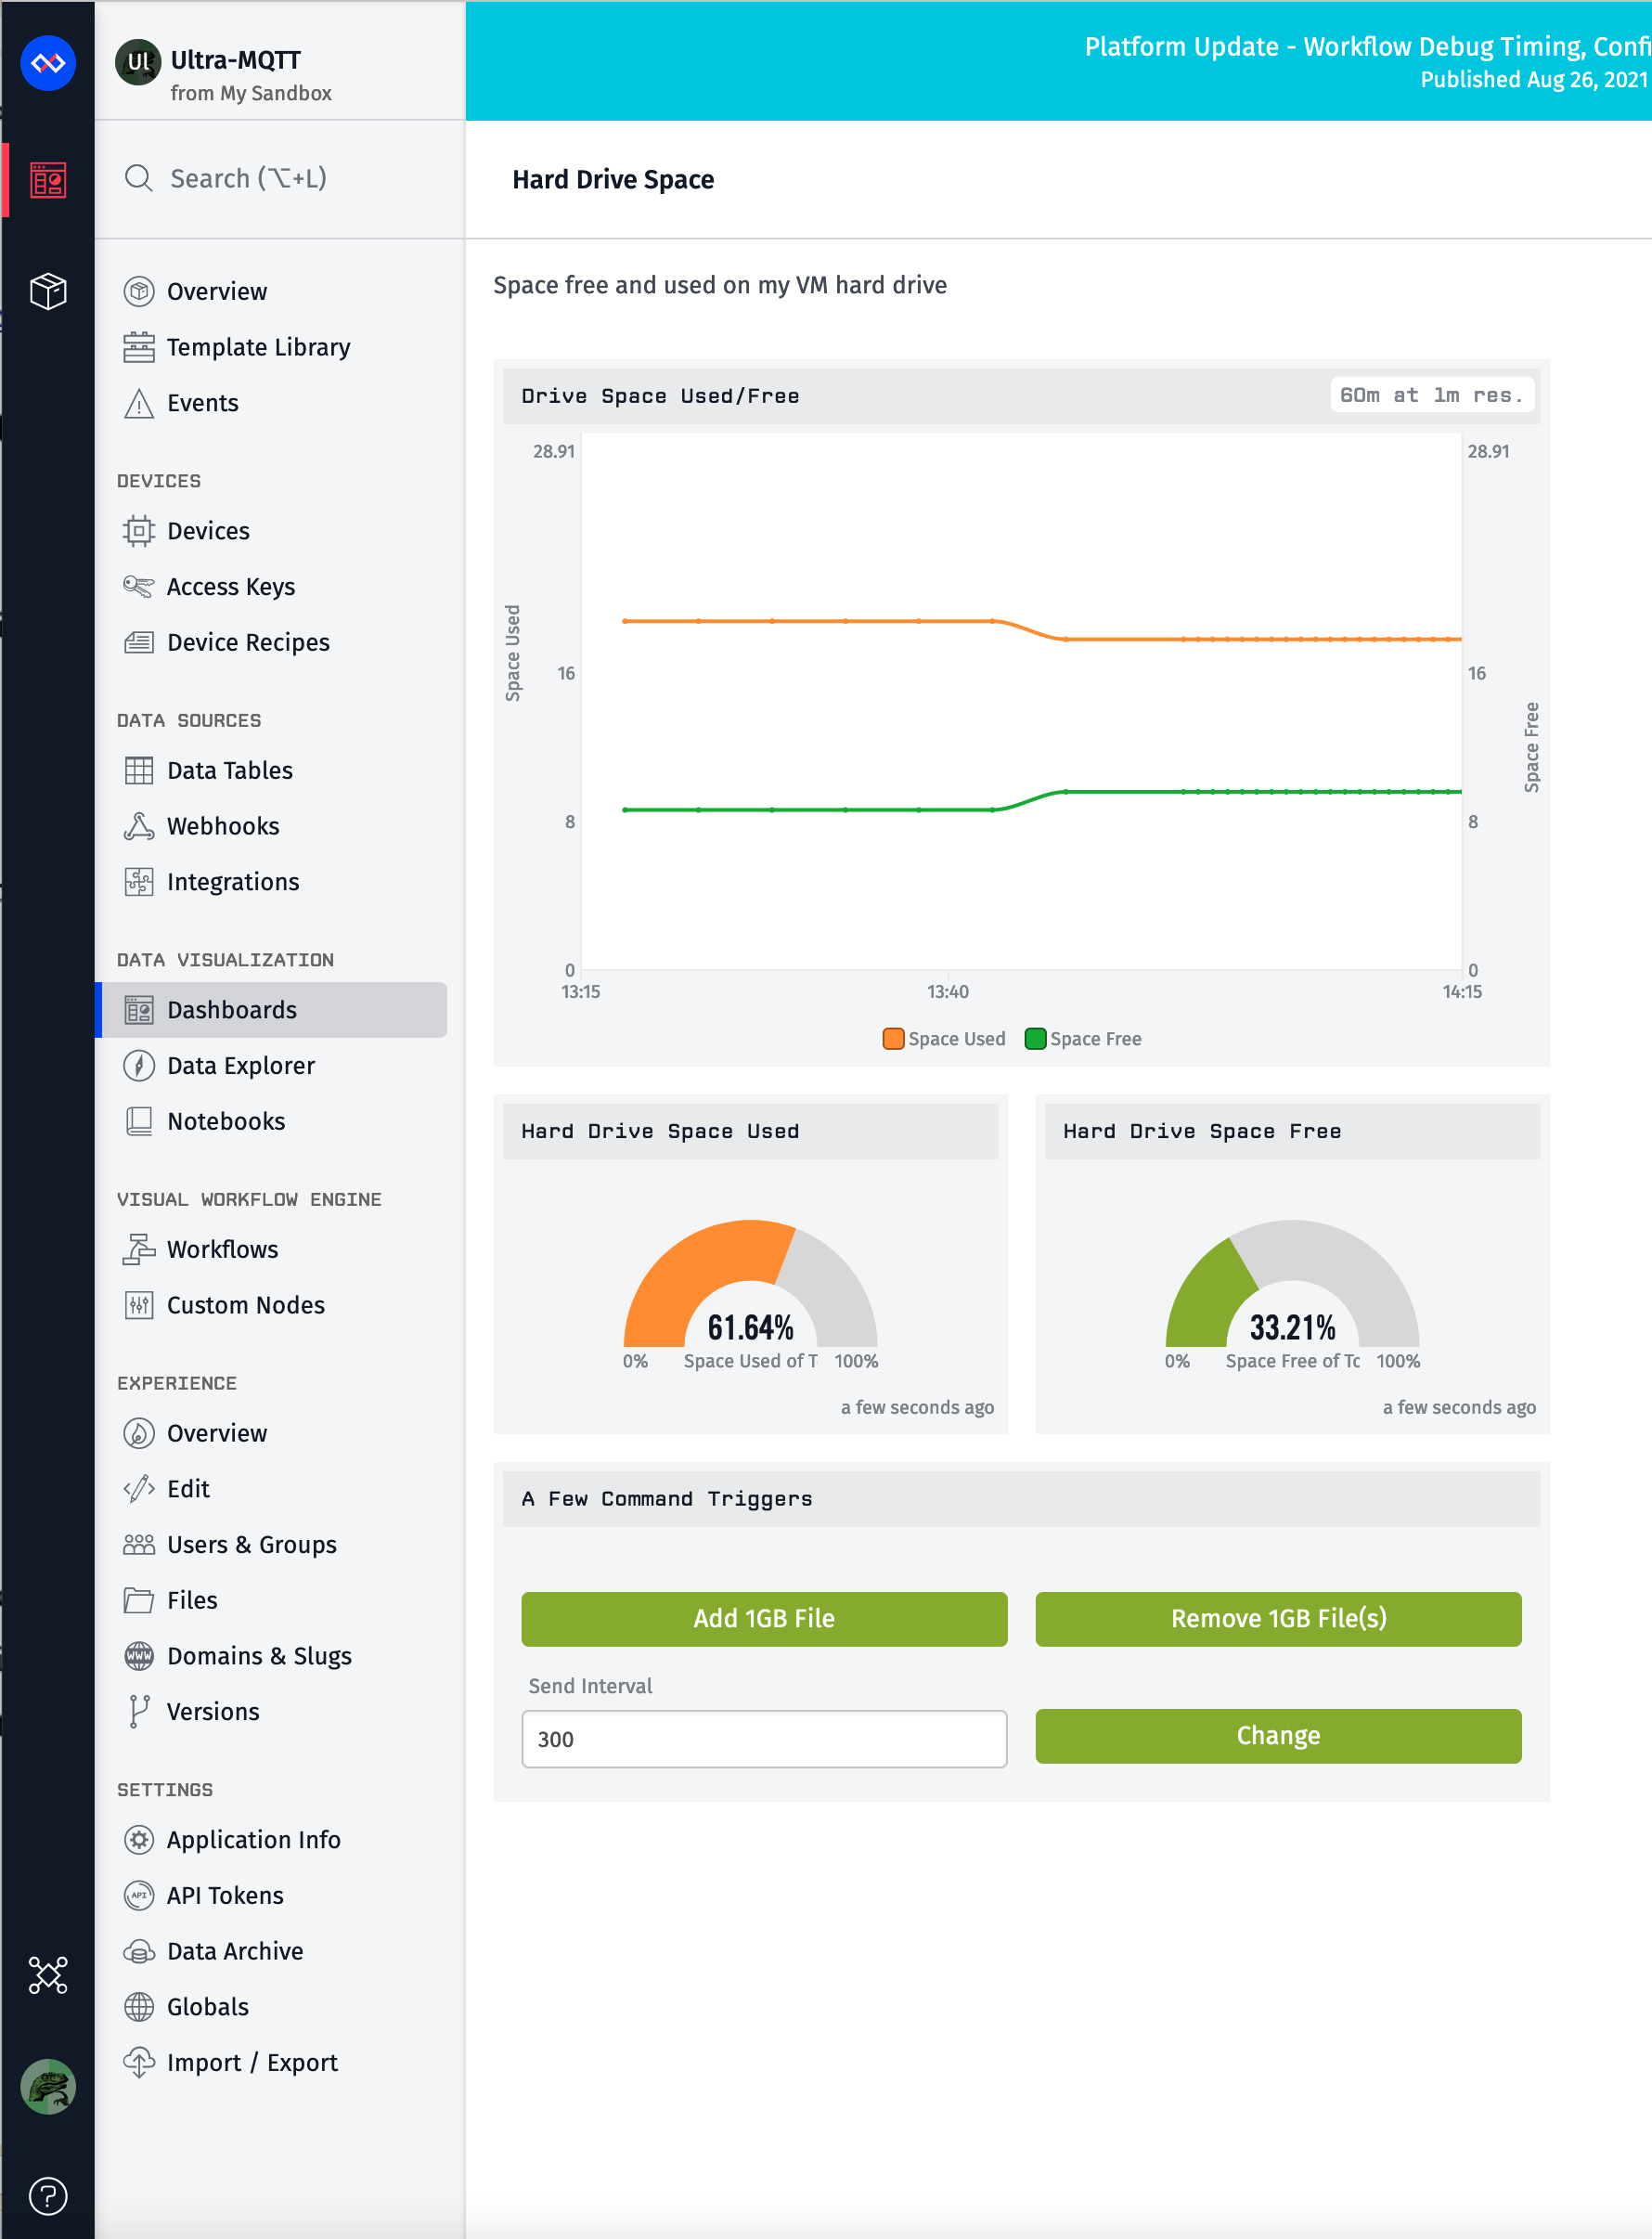 UI
Ultra-MQTT
from My Sandbox
Search (⌥+L)
Overview
Template Library
Events
DEVICES
Devices
Access Keys
Device Recipes
DATA SOURCES
Data Tables
Webhooks
Integrations
DATA VISUALIZATION
Dashboards
Data Explorer
Notebooks
VISUAL WORKFLOW ENGINE
Workflows
Custom Nodes
EXPERIENCE
Overview
Edit
Users & Groups
Files
WWW
Domains & Slugs
Versions
SETTINGS
Application Info
API
API Tokens
Data Archive
Globals
Import / Export
?
Platform Update - Workflow Debug Timing, Confi
Published Aug 26, 2021
Hard Drive Space
Space free and used on my VM hard drive
Drive Space Used/Free
60m at 1m res.
28.91
28.91
Space Used
16
16
Space Free
8
8
0
0
13:15
13:40
14:15
Space Used
Space Free
Hard Drive Space Used
61.64%
0%
Space Used of T
100%
a few seconds ago
Hard Drive Space Free
33.21%
0%
Space Free of To
100%
a few seconds ago
A Few Command Triggers
Add 1GB File
Remove 1GB File(s)
Send Interval
300
Change